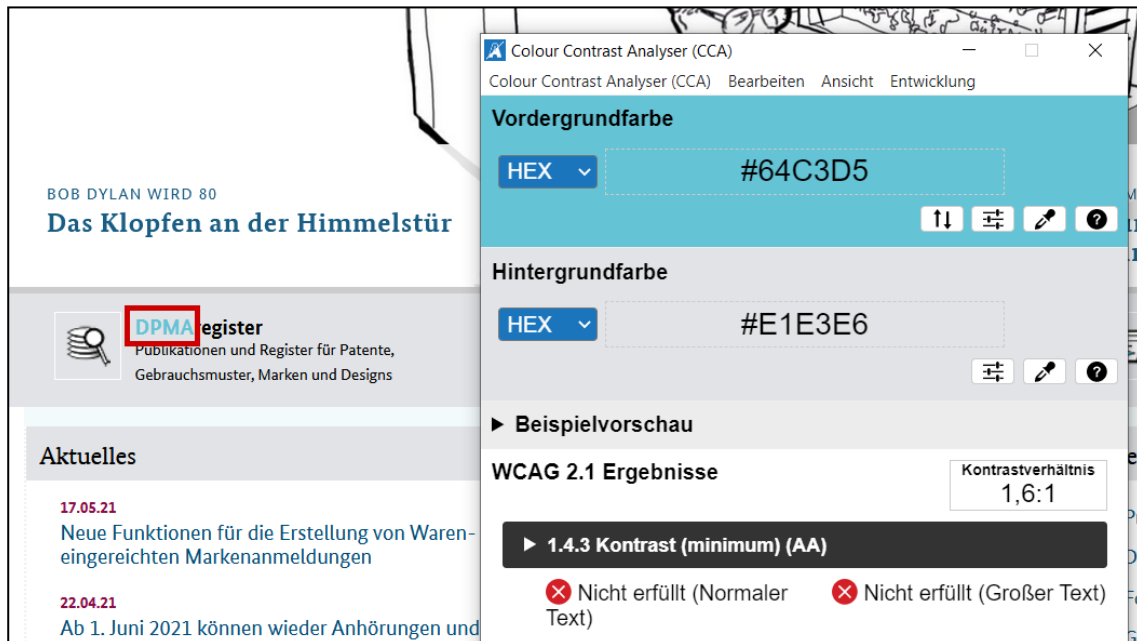 BOB DYLAN WIRD 80
Das Klopfen an der Himmelstür
DPMAregister
Publikationen und Register für Patente,
Gebrauchsmuster, Marken und Designs
Aktuelles
17.05.21
Neue Funktionen für die Erstellung von Waren-
eingereichten Markenanmeldungen
22.04.21
Ab 1. Juni 2021 können wieder Anhörungen und
Colour Contrast Analyser (CCA)
Colour Contrast Analyser (CCA) Bearbeiten Ansicht Entwicklung
Vordergrundfarbe
HEX #64C3D5
Hintergrundfarbe
HEX #E1E3E6
Beispielvorschau
WCAG 2.1 Ergebnisse
Kontrastverhältnis
1,6:1
1.4.3 Kontrast (minimum) (AA)
Nicht erfüllt (Normaler
Text)
Nicht erfüllt (Großer Text)